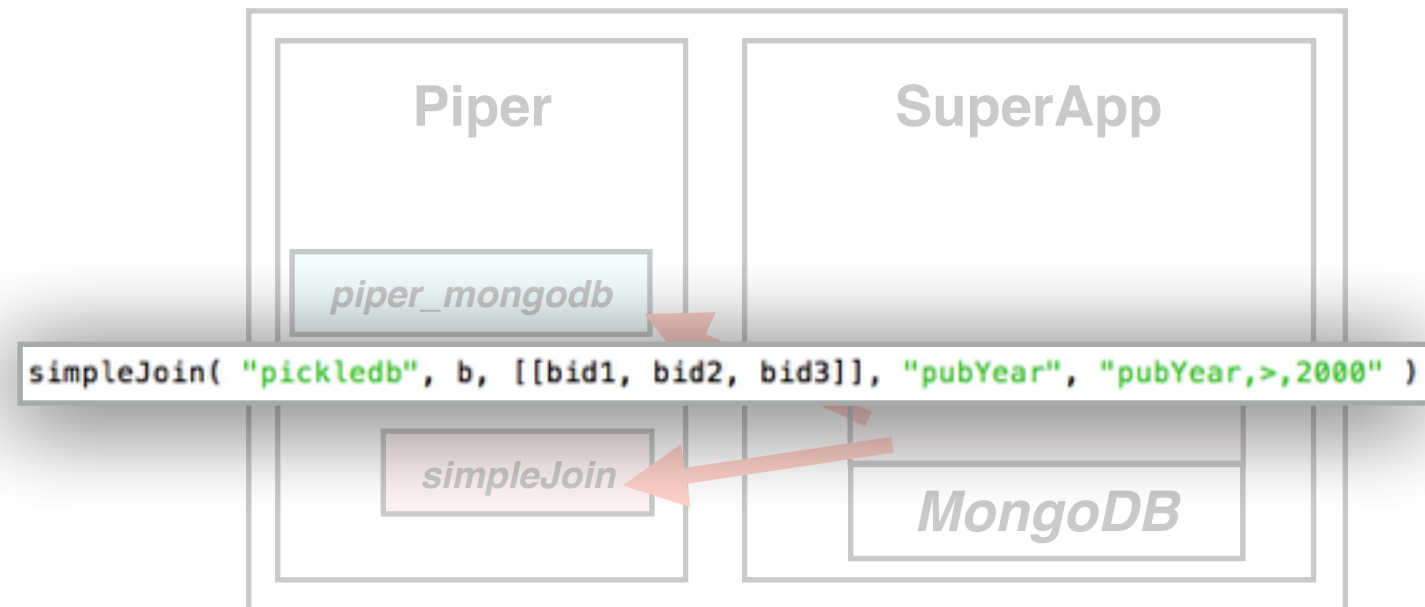 Piper
SuperApp
piper_mongodb
simpleJoin( "pickledb", b, [[bid1, bid2, bid3]], "pubYear", "pubYear,>,2000" )
simpleJoin
MongoDB